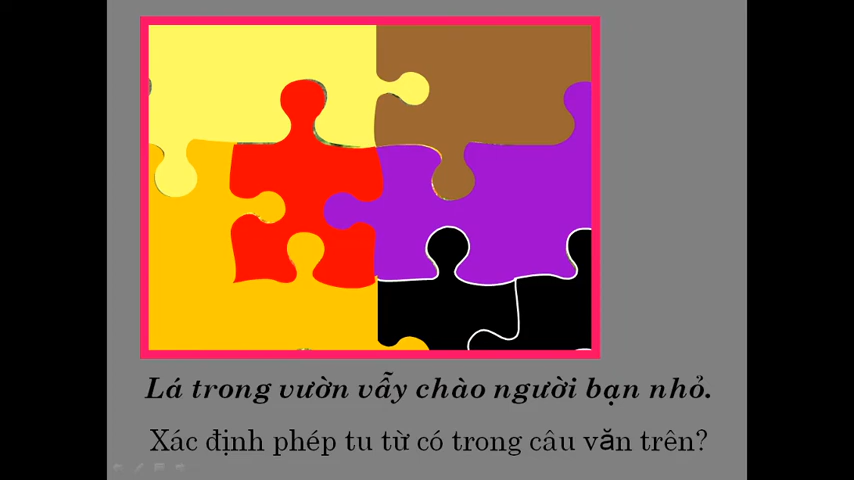 Lá trong vườn vẫy chào người bạn nhỏ.
Xác định phép tu từ có trong câu văn trên?